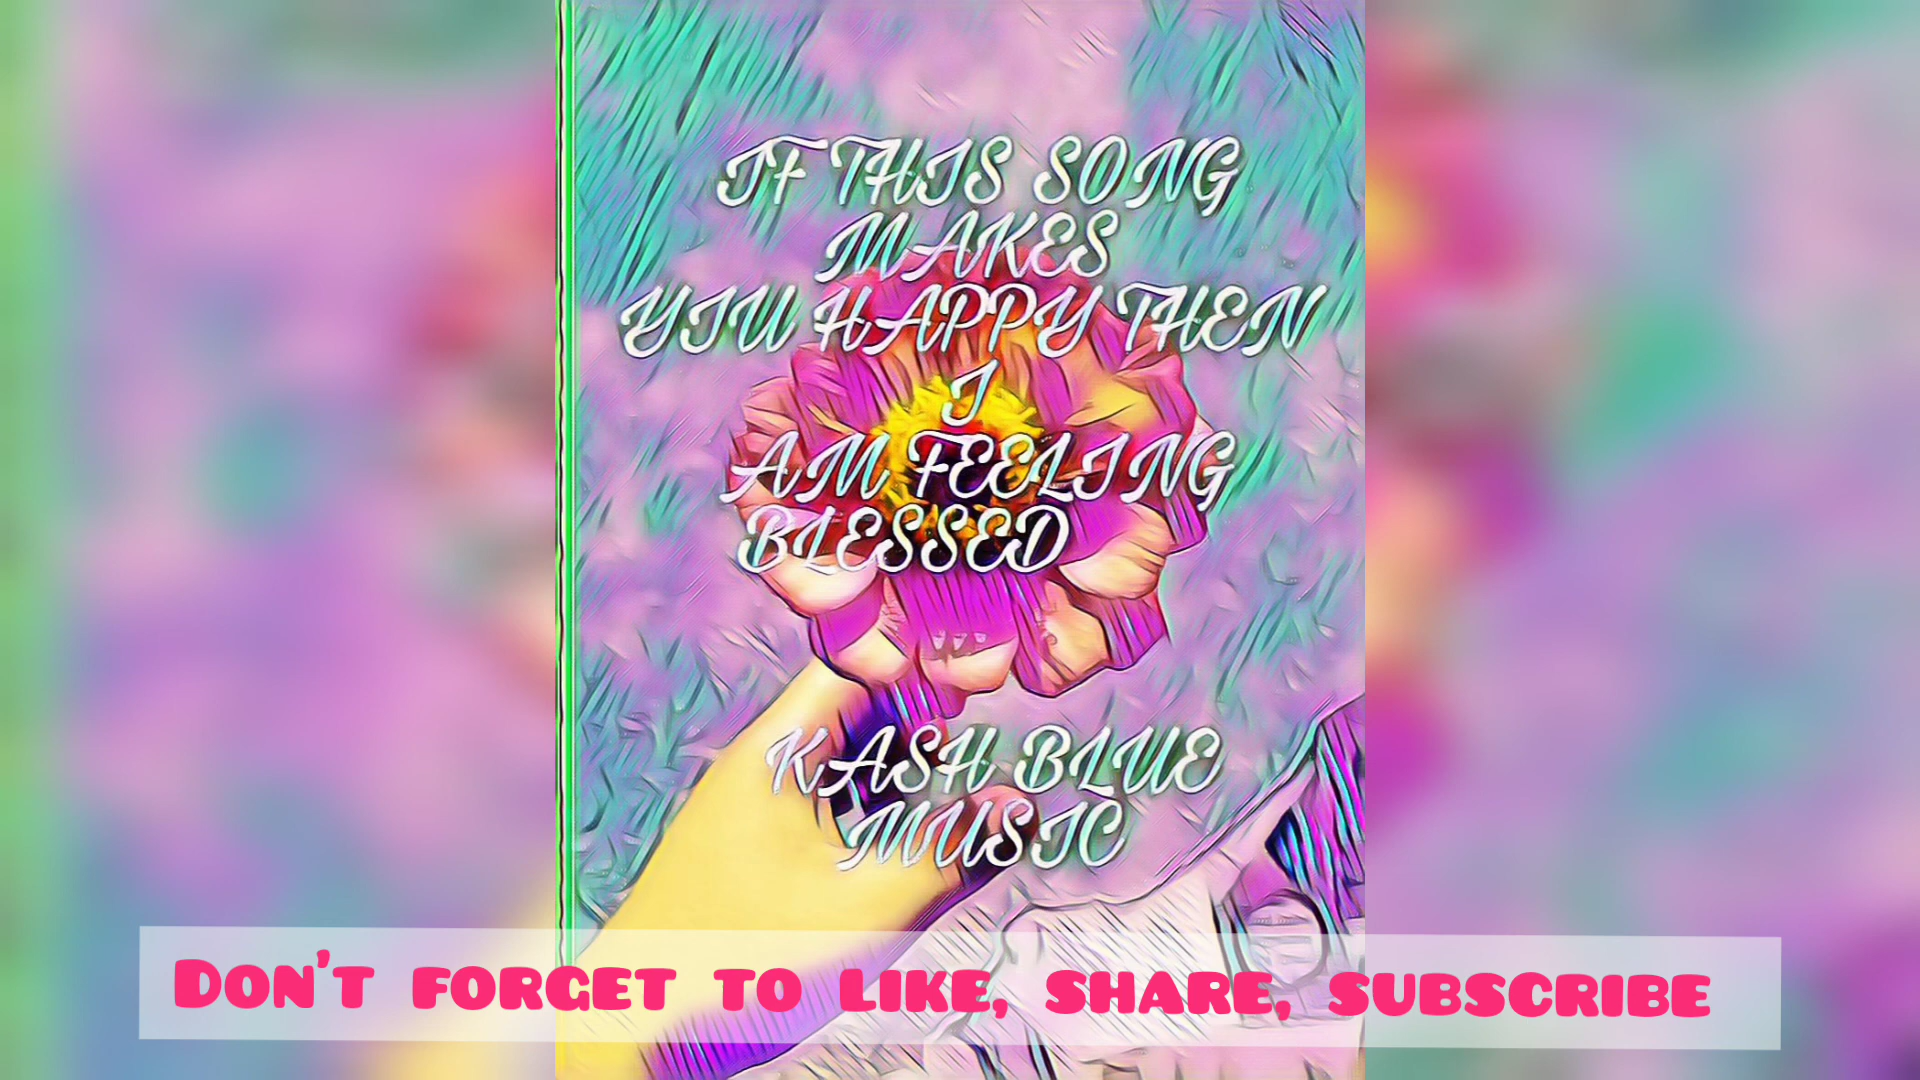 IF THIS SONG
MAKES
YIU HAPPY THEN
I
AM FEELING
BLESSED
KASH BLUE
MUSIC
Don't forget to like, share, subscribe